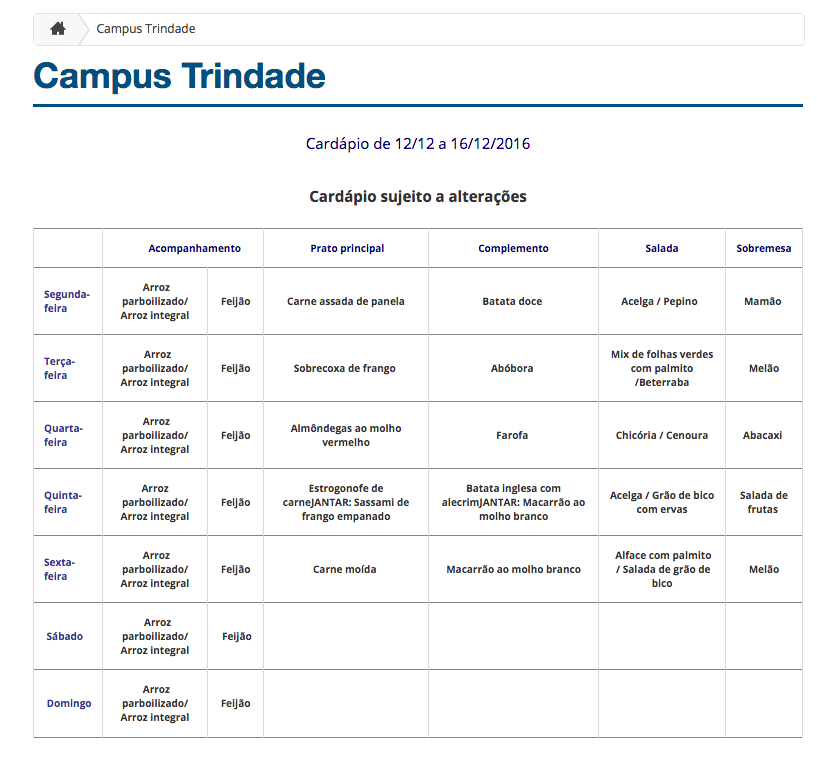 Campus Trindade
Campus Trindade
Cardápio de 12/12 a 16/12/2016
Cardápio sujeito a alterações
Acompanhamento
Prato principal
Complemento
Salada
Sobremesa
Segunda-
feira
Arroz
parboilizado/
Arroz integral
Feijão
Carne assada de panela
Batata doce
Acelga / Pepino
Mamão
Terça-
feira
Arroz
parboilizado/
Arroz integral
Feijão
Sobrecoxa de frango
Abóbora
Mix de folhas verdes
com palmito
/Beterraba
Melão
Quarta-
feira
Arroz
parboilizado/
Arroz integral
Feijão
Almôndegas ao molho
vermelho
Farofa
Chicória / Cenoura
Abacaxi
Quinta-
feira
Arroz
parboilizado/
Arroz integral
Feijão
Estrogonofe de
carneJANTAR: Sassami de
frango empanado
Batata inglesa com
alecrimJANTAR: Macarrão ao
molho branco
Acelga / Grão de bico
com ervas
Salada de
frutas
Sexta-
feira
Arroz
parboilizado/
Arroz integral
Feijão
Carne moída
Macarrão ao molho branco
Alface com palmito
/ Salada de grão de
bico
Melão
Sábado
Arroz
parboilizado/
Arroz integral
Feijão
Domingo
Arroz
parboilizado/
Arroz integral
Feijão